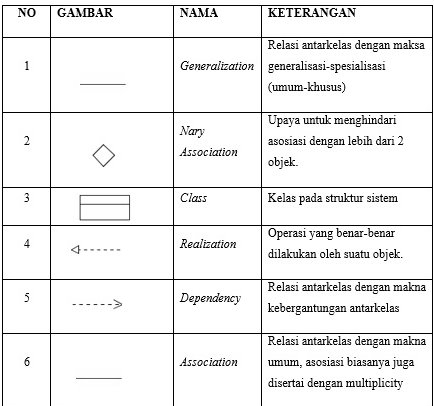 NO GAMBAR NAMA KETERANGAN
Relasi antarkelas dengan maksa
1 Generalization generalisasi-spesialisasi
(umum-khusus)
Upaya untuk menghindari
2 Nary asosiasi dengan lebih dari 2
Association objek.
3 Class Kelas pada struktur sistem
Operasi yang benar-benar
4 Realization dilakukan oleh suatu objek.
Relasi antarkelas dengan makna
5 Dependency kebergantungan antarkelas
Relasi antarkelas dengan makna
6 Association umum, asosiasi biasanya juga
disertai dengan multiplicity